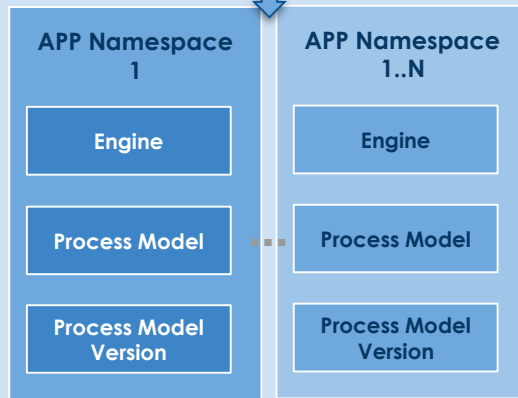 APP Namespace
1
Engine
Process Model
Process Model
Version
APP Namespace
1..N
Engine
Process Model
Process Model
Version